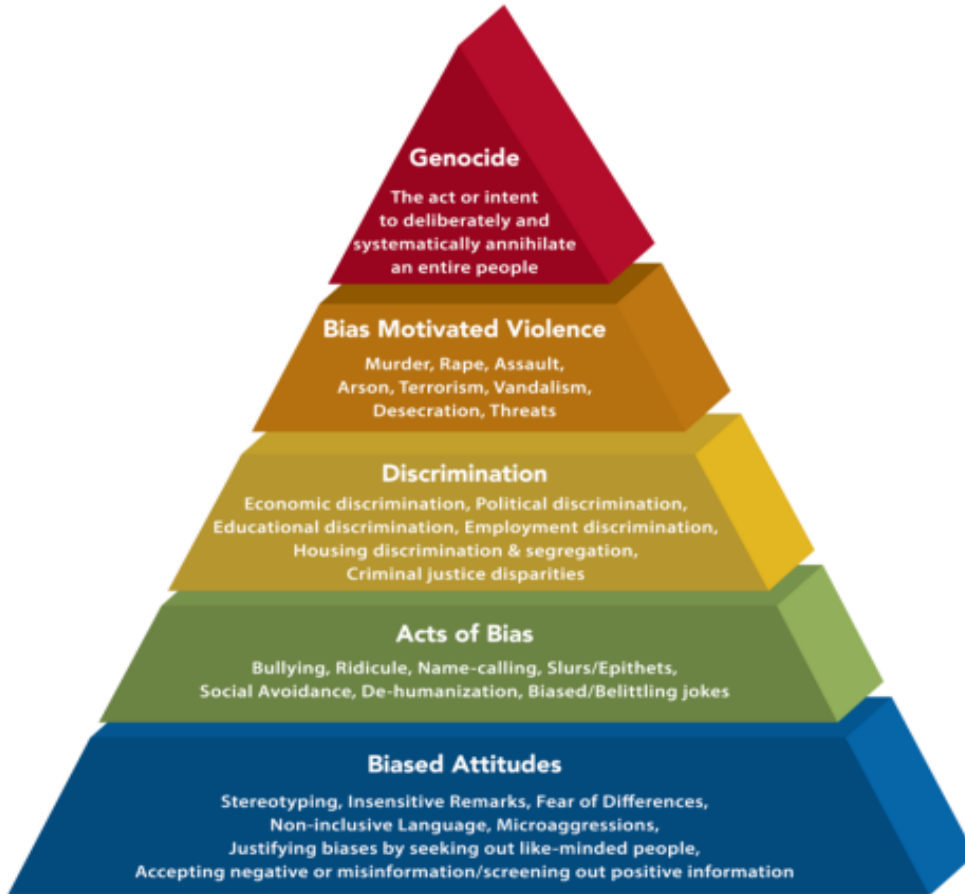 Genocide
The act or intent
to deliberately and
systematically annihilate
an entire people
Bias Motivated Violence
Murder, Rape, Assault,
Arson, Terrorism, Vandalism,
Desecration, Threats
Discrimination
Economic discrimination, Political discrimination,
Educational discrimination, Employment discrimination,
Housing discrimination & segregation,
Criminal justice disparities
Acts of Bias
Bullying, Ridicule, Name-calling, Slurs/Epithets,
Social Avoidance, De-humanization, Biased/Belittling jokes
Biased Attitudes
Stereotyping, Insensitive Remarks, Fear of Differences,
Non-inclusive Language, Microaggressions,
Justifying biases by seeking out like-minded people,
Accepting negative or misinformation/screening out positive information